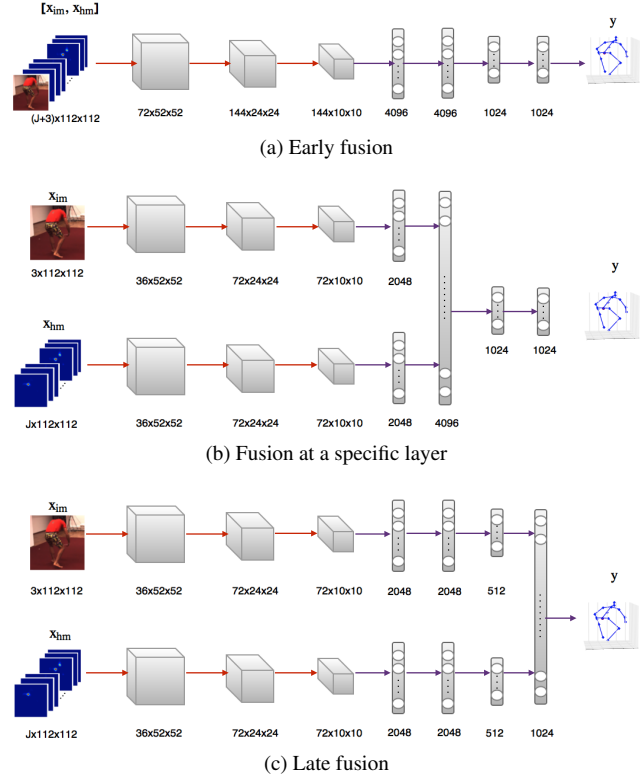 [x_im, x_hm]
y
(J+3)x112x112
72x52x52
144x24x24
144x10x10
4096
4096
1024
1024
(a) Early fusion
x_im
3x112x112
36x52x52
72x24x24
72x10x10
2048
y
x_hm
1024
1024
Jx112x112
36x52x52
72x24x24
72x10x10
2048
4096
(b) Fusion at a specific layer
x_im
3x112x112
36x52x52
72x24x24
72x10x10
2048
2048
512
y
x_hm
Jx112x112
36x52x52
72x24x24
72x10x10
2048
2048
512
1024
(c) Late fusion